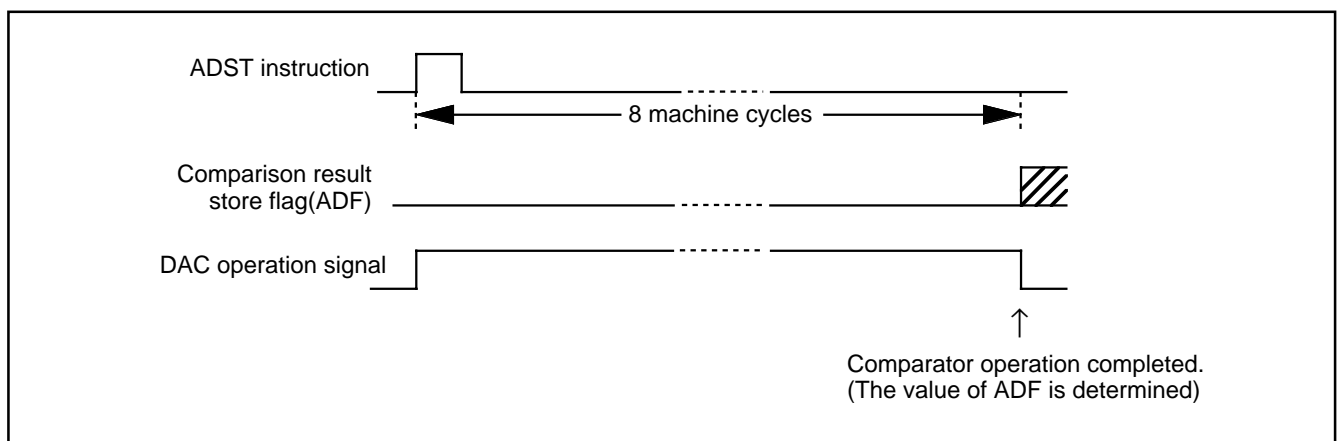 ADST instruction
8 machine cycles
Comparison result
store flag(ADF)
DAC operation signal
Comparator operation completed.
(The value of ADF is determined)